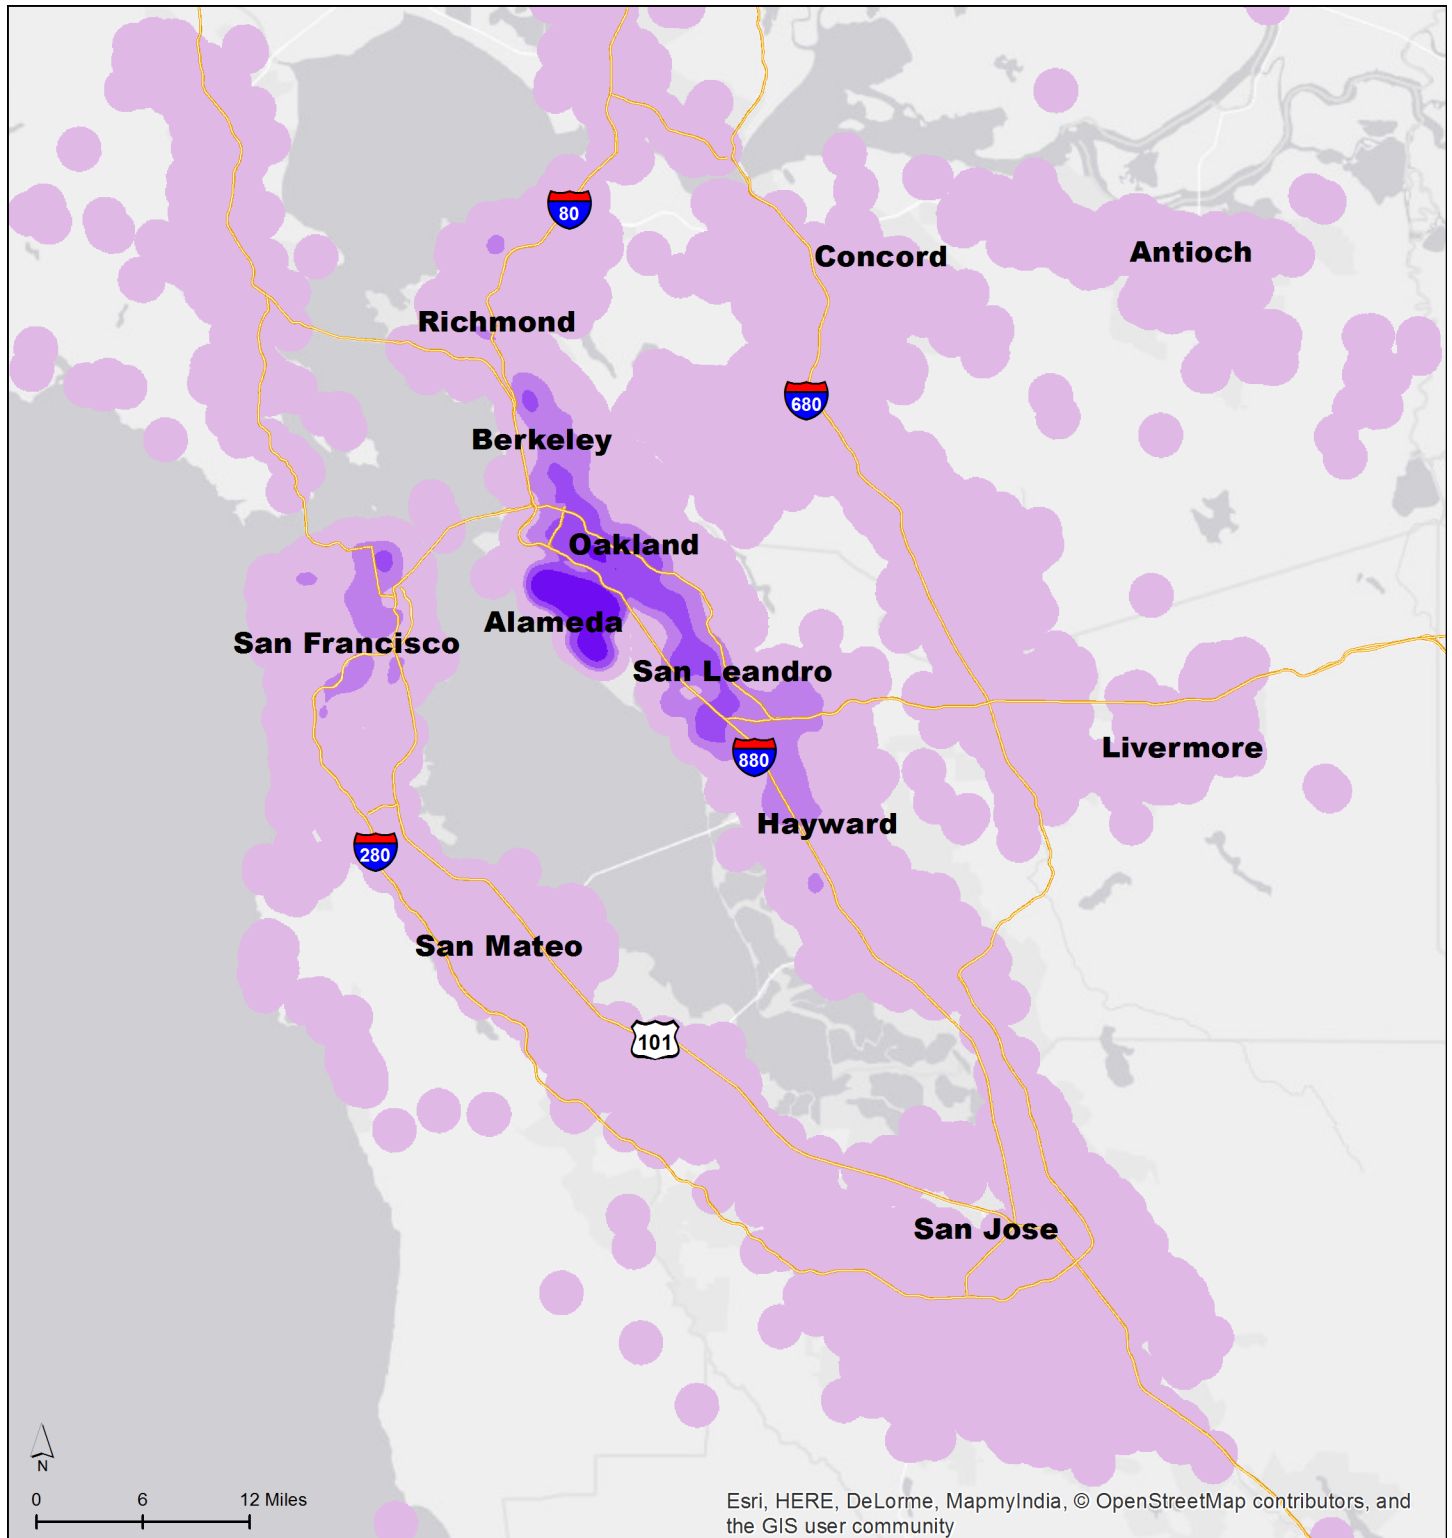 80
Concord
Antioch
Richmond
680
Berkeley
Oakland
Alameda
San Francisco
San Leandro
Livermore
880
Hayward
280
San Mateo
101
San Jose
N
0 6 12 Miles
Esri, HERE, DeLorme, MapmyIndia, © OpenStreetMap contributors, and
the GIS user community